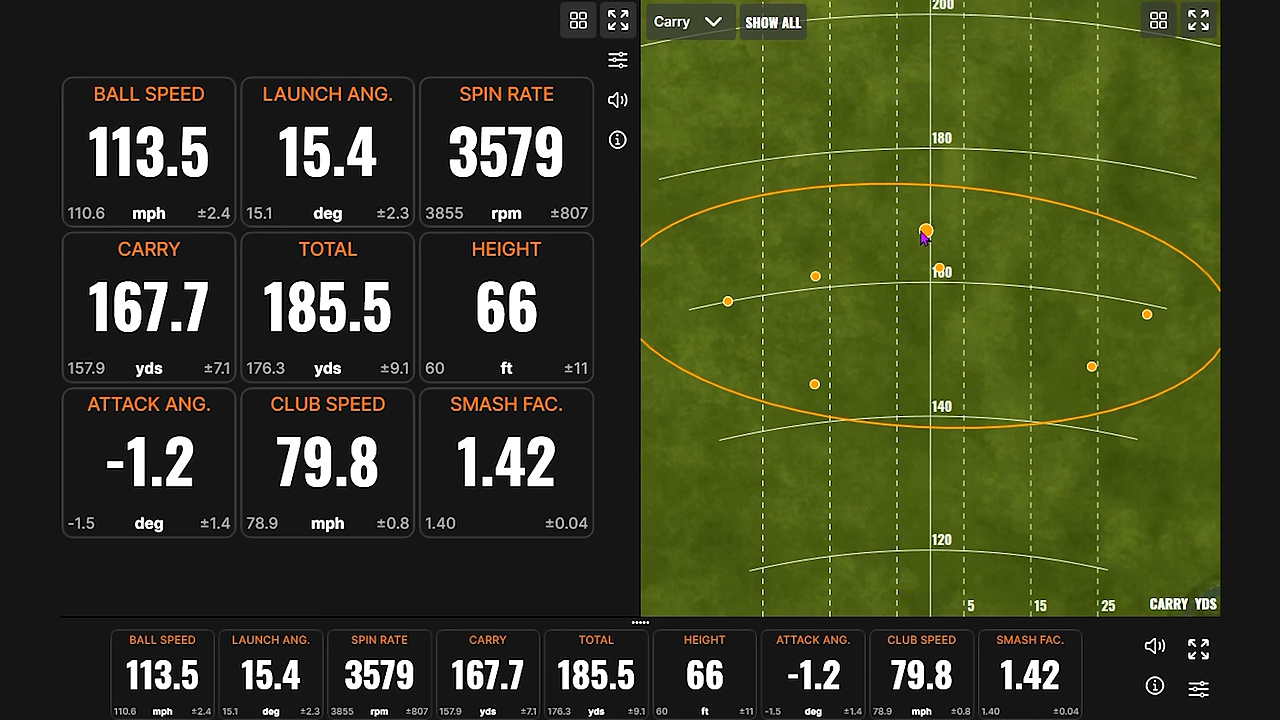 Carry SHOW ALL
200
BALL SPEED LAUNCH ANG. SPIN RATE
113.5 15.4 3579
110.6 mph ±2.4 15.1 deg ±2.3 3855 rpm ±807
CARRY TOTAL HEIGHT
167.7 185.5 66
157.9 yds ±7.1 176.3 yds ±9.1 60 ft ±11
ATTACK ANG. CLUB SPEED SMASH FAC.
-1.2 79.8 1.42
-1.5 deg ±1.4 78.9 mph ±0.8 1.40 ±0.04
180
160
140
120
5 15 25 CARRY YDS
BALL SPEED LAUNCH ANG. SPIN RATE CARRY TOTAL HEIGHT ATTACK ANG. CLUB SPEED SMASH FAC.
113.5 15.4 3579 167.7 185.5 66 -1.2 79.8 1.42
110.6 mph ±2.4 15.1 deg ±2.3 3855 rpm ±807 157.9 yds ±7.1 176.3 yds ±9.1 60 ft ±11 -1.5 deg ±1.4 78.9 mph ±0.8 1.40 ±0.04